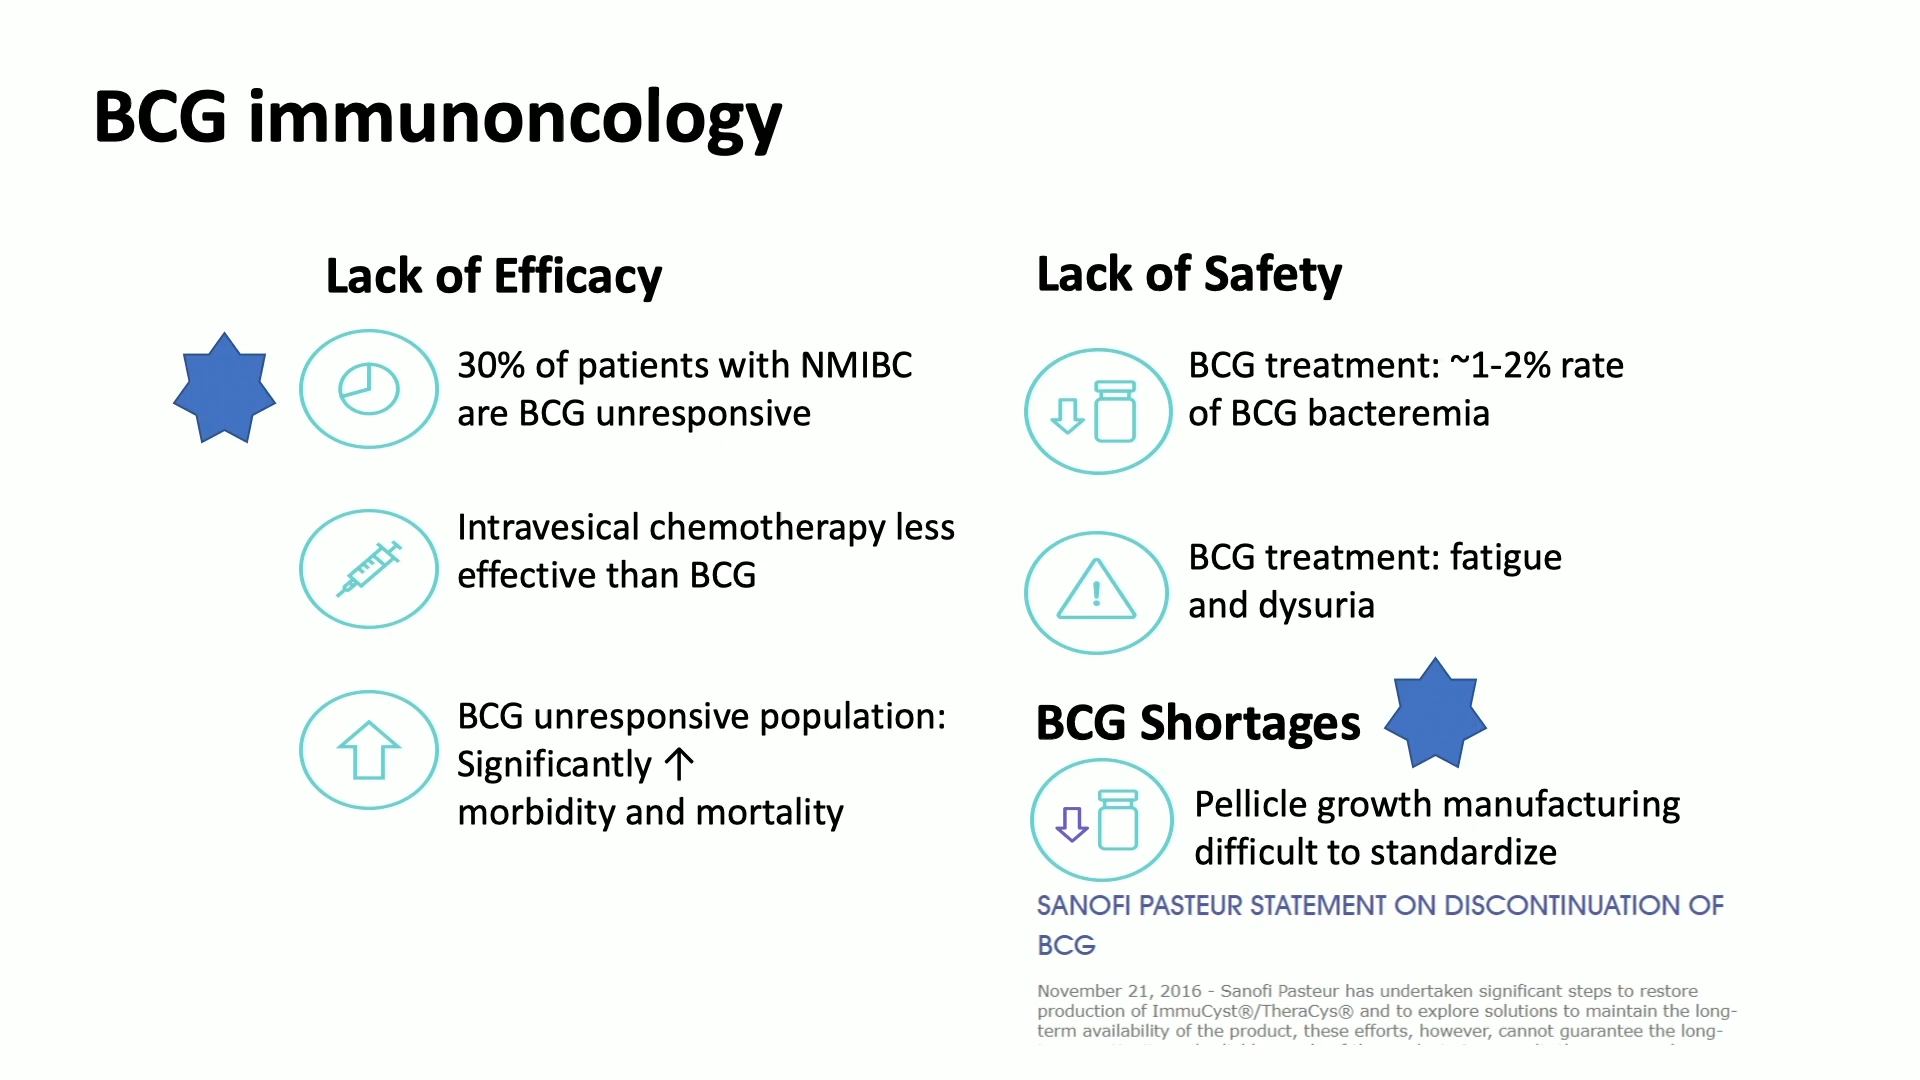 BCG immunoncology
Lack of Efficacy
30% of patients with NMIBC
are BCG unresponsive
Intravesical chemotherapy less
effective than BCG
BCG unresponsive population:
Significantly ↑
morbidity and mortality
Lack of Safety
BCG treatment: ~1-2% rate
of BCG bacteremia
!
BCG treatment: fatigue
and dysuria
BCG Shortages
Pellicle growth manufacturing
difficult to standardize
SANOFI PASTEUR STATEMENT ON DISCONTINUATION OF
BCG
November 21, 2016 - Sanofi Pasteur has undertaken significant steps to restore
production of ImmuCyst®/TheraCys® and to explore solutions to maintain the long-
term availability of the product, these efforts, however, cannot guarantee the long-